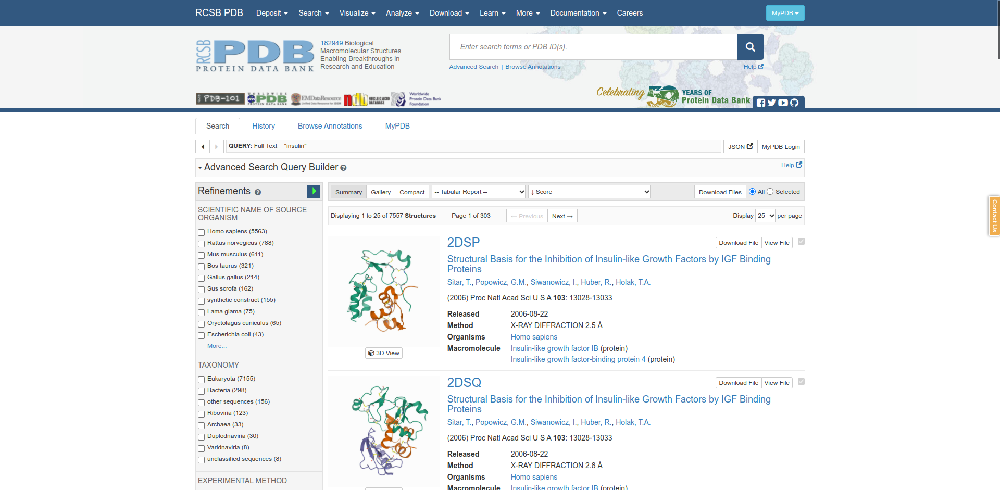 RCSB PDB Deposit Search Visualize Analyze Download Learn More Documentation Careers MyPDB
RCSB PDB
PROTEIN DATA BANK
182949 Biological
Macromolecular Structures
Enabling Breakthroughs in
Research and Education
Enter search terms or PDB ID(s).
Advanced Search | Browse Annotations Help
PDB-101
WORLDWIDE PDB PROTEIN DATA BANK
EMDataResource
Unified Data Resource for 3DEM
ndb NUCLEIC ACID DATABASE
Worldwide
Protein Data Bank
Foundation
Celebrating YEARS OF
Protein Data Bank
Search History Browse Annotations MyPDB
QUERY: Full Text = "insulin" JSON MyPDB Login
Advanced Search Query Builder Help
Refinements
SCIENTIFIC NAME OF SOURCE
ORGANISM
Homo sapiens (5563)
Rattus norvegicus (788)
Mus musculus (611)
Bos taurus (321)
Gallus gallus (214)
Sus scrofa (162)
synthetic construct (155)
Lama glama (75)
Oryctolagus cuniculus (65)
Escherichia coli (43)
More...
TAXONOMY
Eukaryota (7155)
Bacteria (298)
other sequences (156)
Riboviria (123)
Archaea (33)
Duplodnaviria (30)
Varidnaviria (8)
unclassified sequences (8)
EXPERIMENTAL METHOD
Summary Gallery Compact -- Tabular Report -- ↓ Score Download Files All Selected
Displaying 1 to 25 of 7557 Structures Page 1 of 303 ← Previous Next → Display 25 per page
2DSP Download File View File
Structural Basis for the Inhibition of Insulin-like Growth Factors by IGF Binding
Proteins
Sitar, T., Popowicz, G.M., Siwanowicz, I., Huber, R., Holak, T.A.
(2006) Proc Natl Acad Sci U S A 103: 13028-13033
Released 2006-08-22
Method X-RAY DIFFRACTION 2.5 Å
Organisms Homo sapiens
Macromolecule Insulin-like growth factor IB (protein)
Insulin-like growth factor-binding protein 4 (protein)
3D View
2DSQ Download File View File
Structural Basis for the Inhibition of Insulin-like Growth Factors by IGF Binding
Proteins
Sitar, T., Popowicz, G.M., Siwanowicz, I., Huber, R., Holak, T.A.
(2006) Proc Natl Acad Sci U S A 103: 13028-13033
Released 2006-08-22
Method X-RAY DIFFRACTION 2.8 Å
Organisms Homo sapiens
Macromolecule Insulin-like growth factor IB (protein)
Contact Us